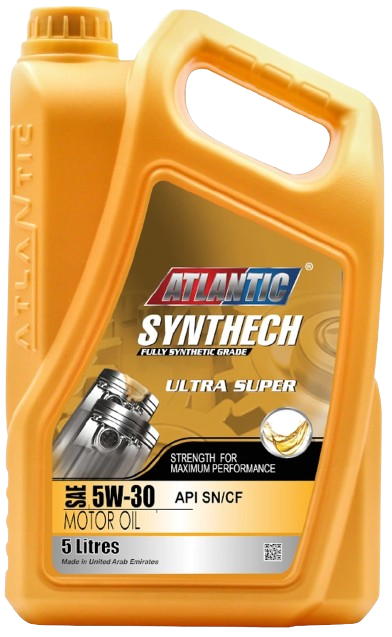 ATLANTIC
ATLANTIC®
SYNTHECH
FULLY SYNTHETIC GRADE
ULTRA SUPER
STRENGTH FOR
MAXIMUM PERFORMANCE
SAE 5W-30 API SN/CF
MOTOR OIL
5 Litres
Made in United Arab Emirates